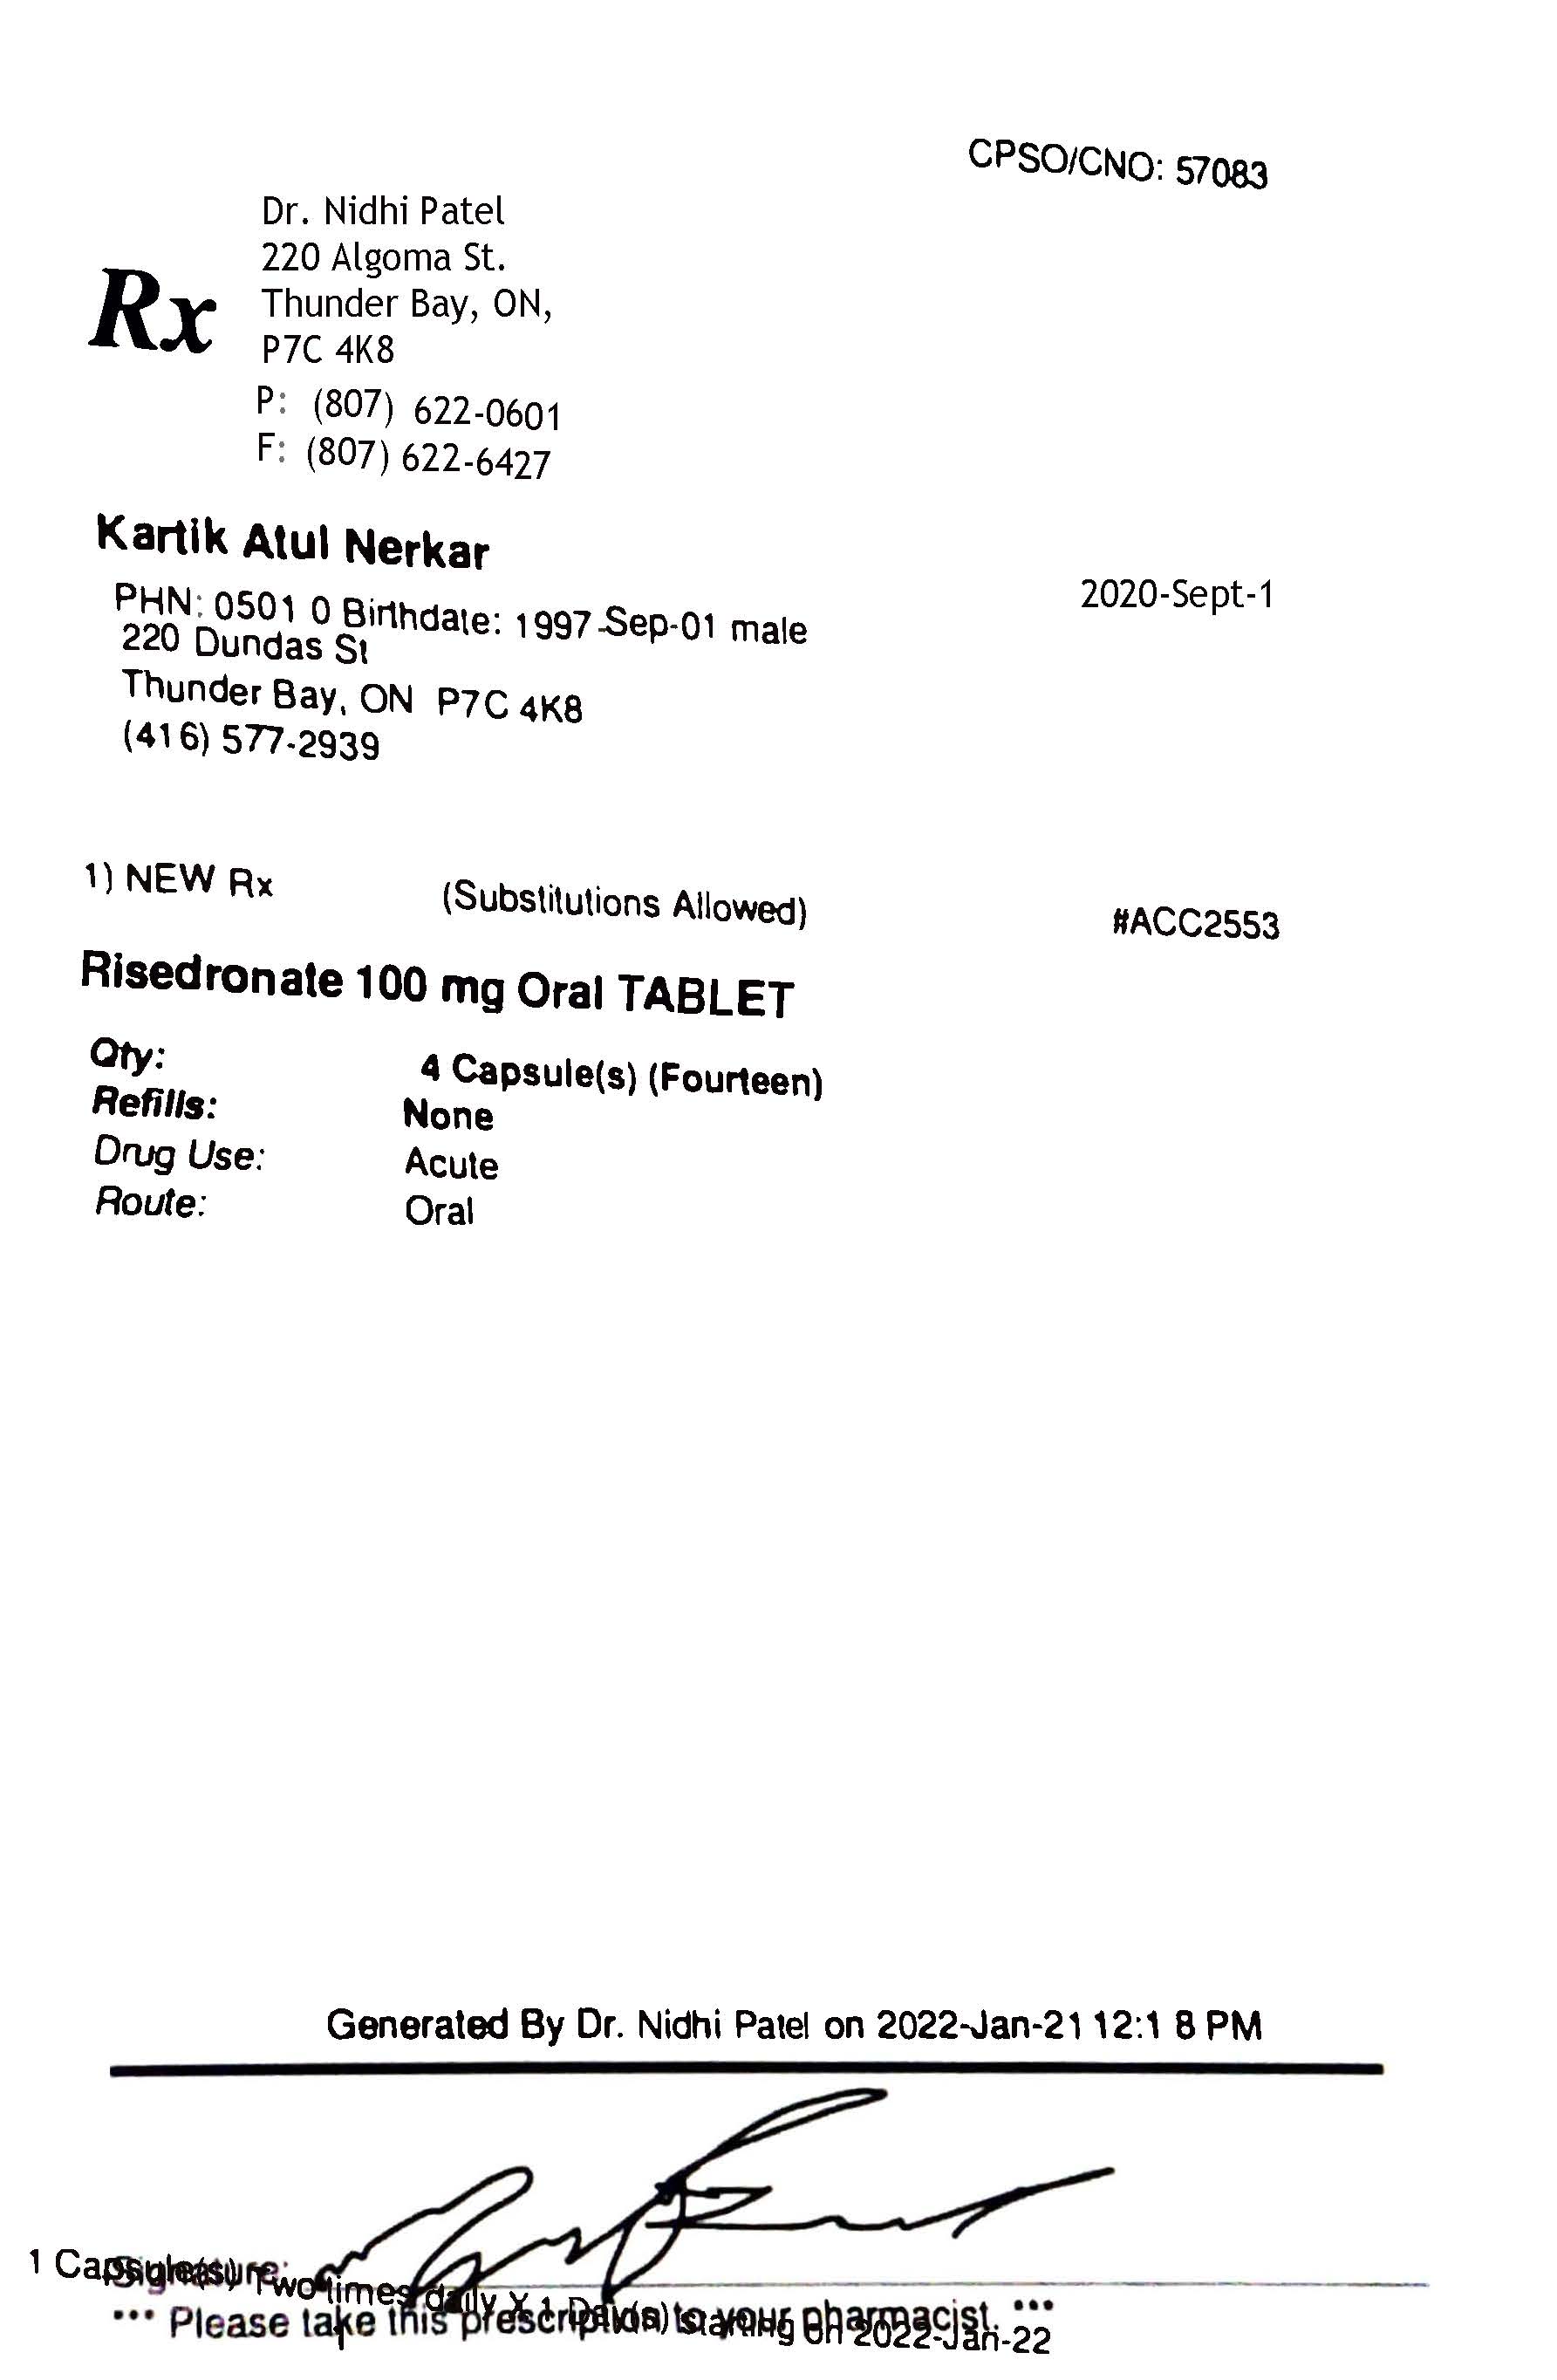 CPSO/CNO: 57083
Dr. Nidhi Patel
220 Algoma St.
Rx
Thunder Bay, ON,
P7C 4K8
P: (807) 622-0601
F: (807) 622-6427
Kartik Atul Nerkar
PHN: 0501 0 Birthdate: 1997-Sep-01 male
2020-Sept-1
220 Dundas St
Thunder Bay, ON P7C 4K8
(416) 577-2939
1) NEW Rx (Substitutions Allowed) #ACC2553
Risedronate 100 mg Oral TABLET
Qty: 4 Capsule(s) (Fourteen)
Refills: None
Drug Use: Acute
Route: Oral
Generated By Dr. Nidhi Patel on 2022-Jan-21 12:1 8 PM
Signature:
1 Capsule(s) Two times daily X 1 Day(s) starting on 2022-Jan-22
*** Please take this prescription to your pharmacist. ***